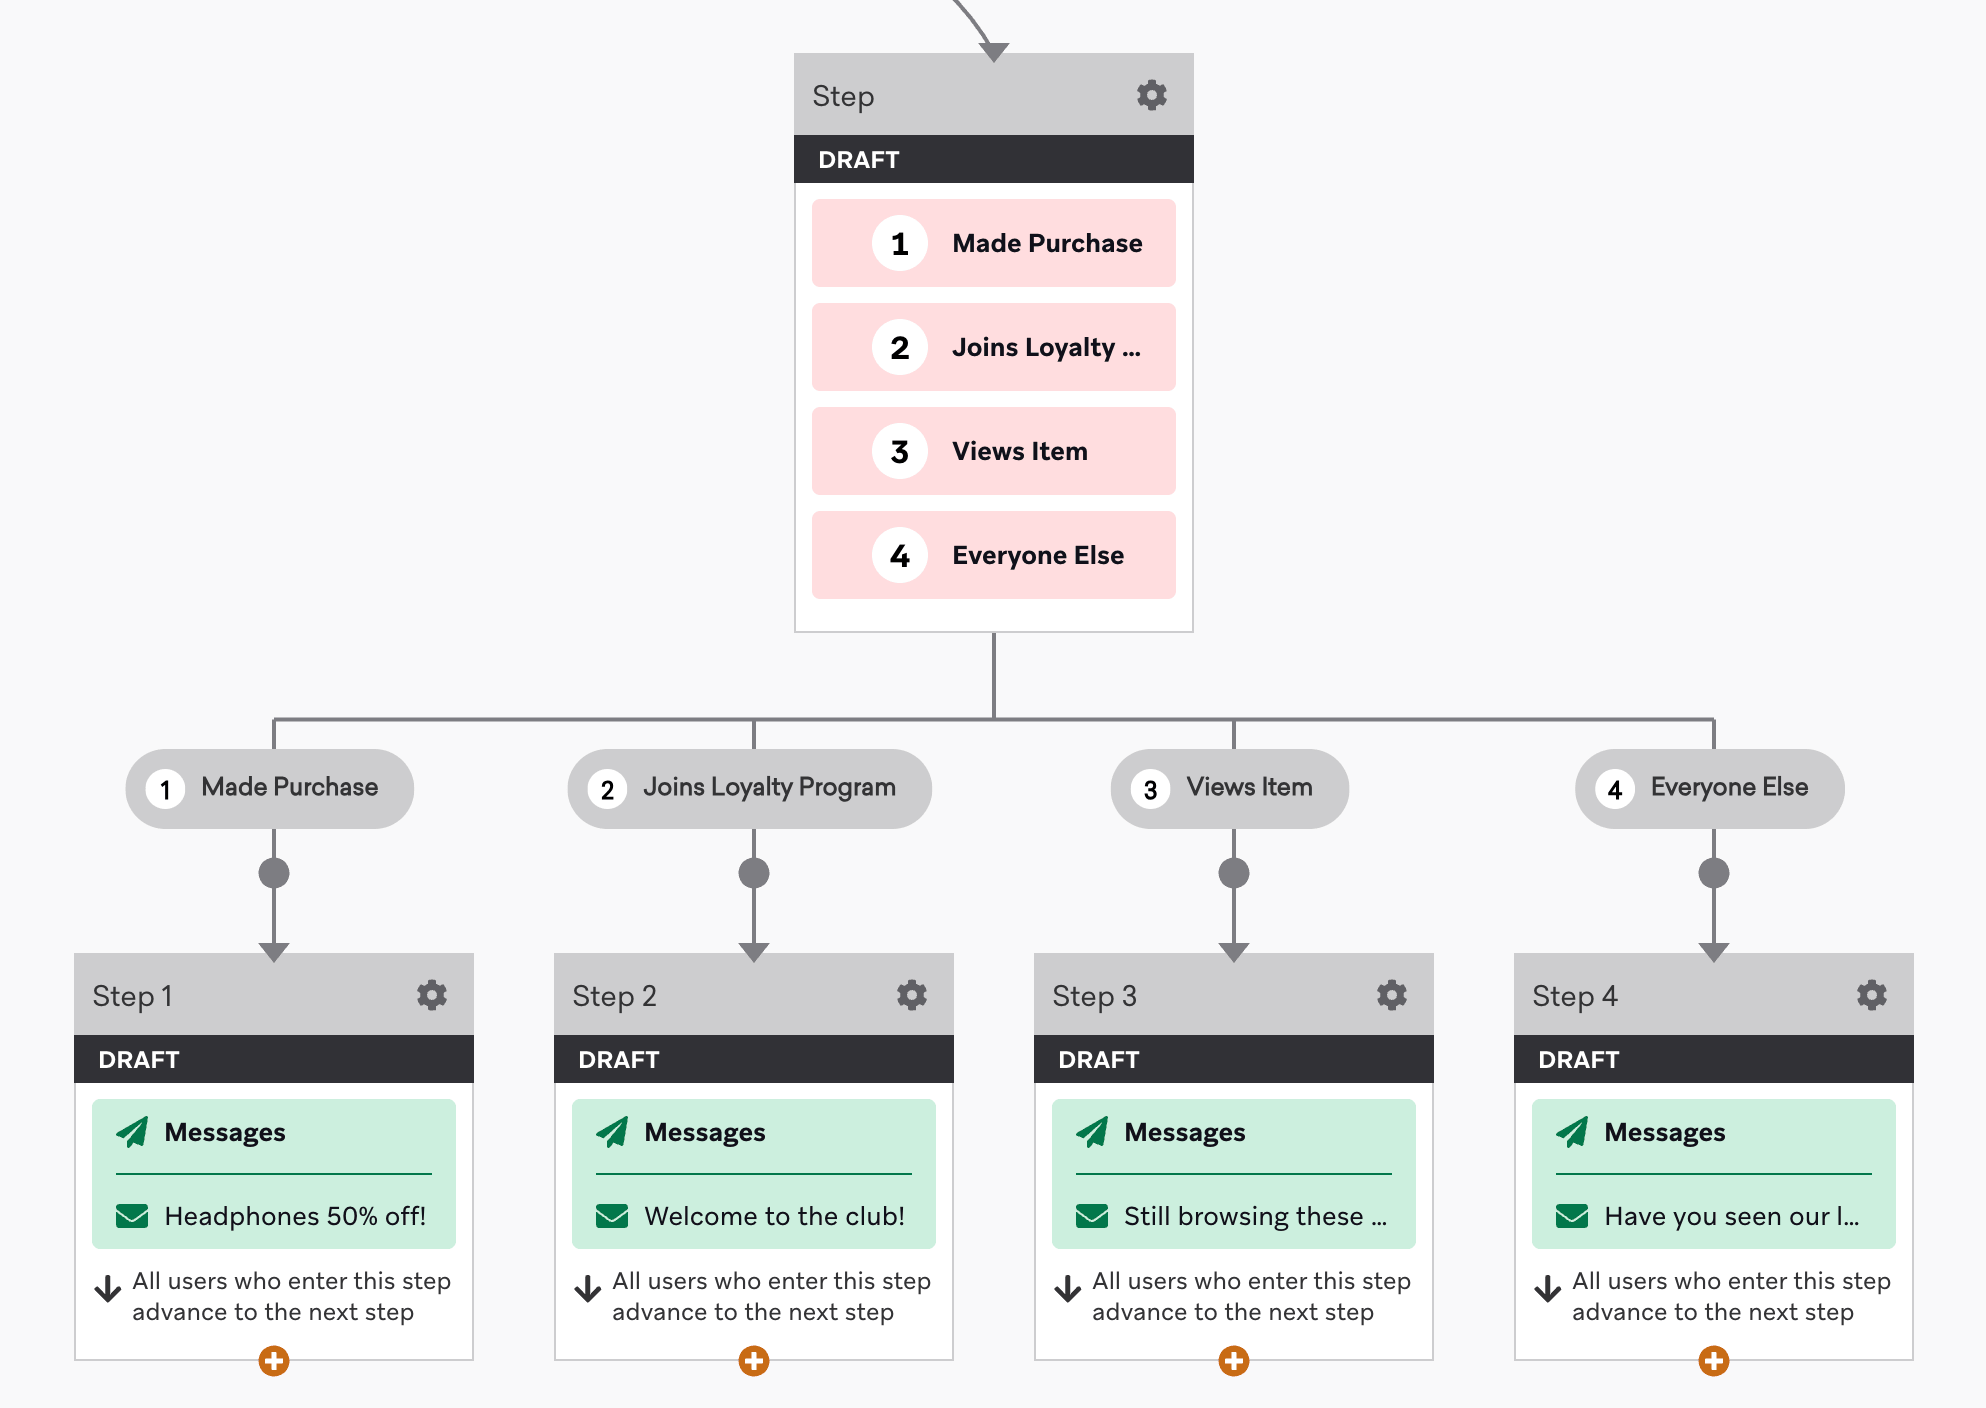 Step
DRAFT
1 Made Purchase
2 Joins Loyalty ...
3 Views Item
4 Everyone Else
1 Made Purchase
2 Joins Loyalty Program
3 Views Item
4 Everyone Else
Step 1
DRAFT
Messages
Headphones 50% off!
All users who enter this step
advance to the next step
Step 2
DRAFT
Messages
Welcome to the club!
All users who enter this step
advance to the next step
Step 3
DRAFT
Messages
Still browsing these ...
All users who enter this step
advance to the next step
Step 4
DRAFT
Messages
Have you seen our l...
All users who enter this step
advance to the next step